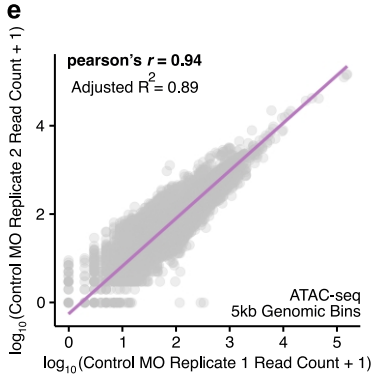 e
pearson's r = 0.94
Adjusted R²= 0.89
log₁₀(Control MO Replicate 2 Read Count + 1)
4
2
0
ATAC-seq
5kb Genomic Bins
0 1 2 3 4 5
log₁₀(Control MO Replicate 1 Read Count + 1)